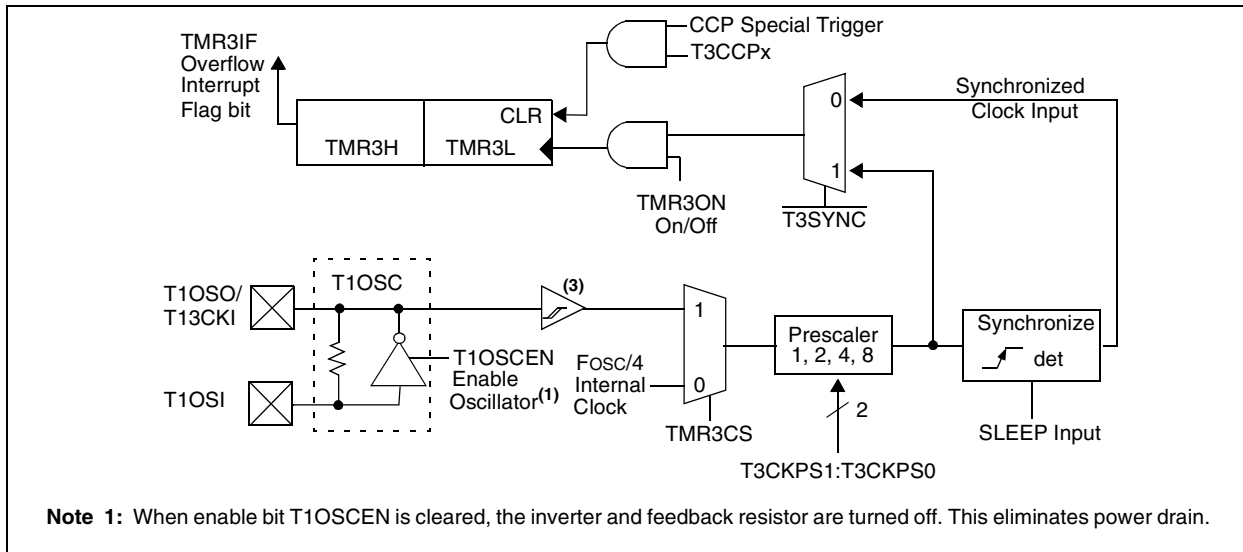 CCP Special Trigger
T3CCPx
TMR3IF
Overflow
Interrupt
Flag bit
CLR
TMR3H
TMR3L
TMR3ON
On/Off
0
1
T3SYNC
Synchronized
Clock Input
T1OSO/
T13CKI
T1OSI
T1OSC
T1OSCEN
Enable
Oscillator(1)
(3)
FOSC/4
Internal
Clock
1
0
TMR3CS
Prescaler
1, 2, 4, 8
2
T3CKPS1:T3CKPS0
Synchronize
det
SLEEP Input
Note 1: When enable bit T1OSCEN is cleared, the inverter and feedback resistor are turned off. This eliminates power drain.